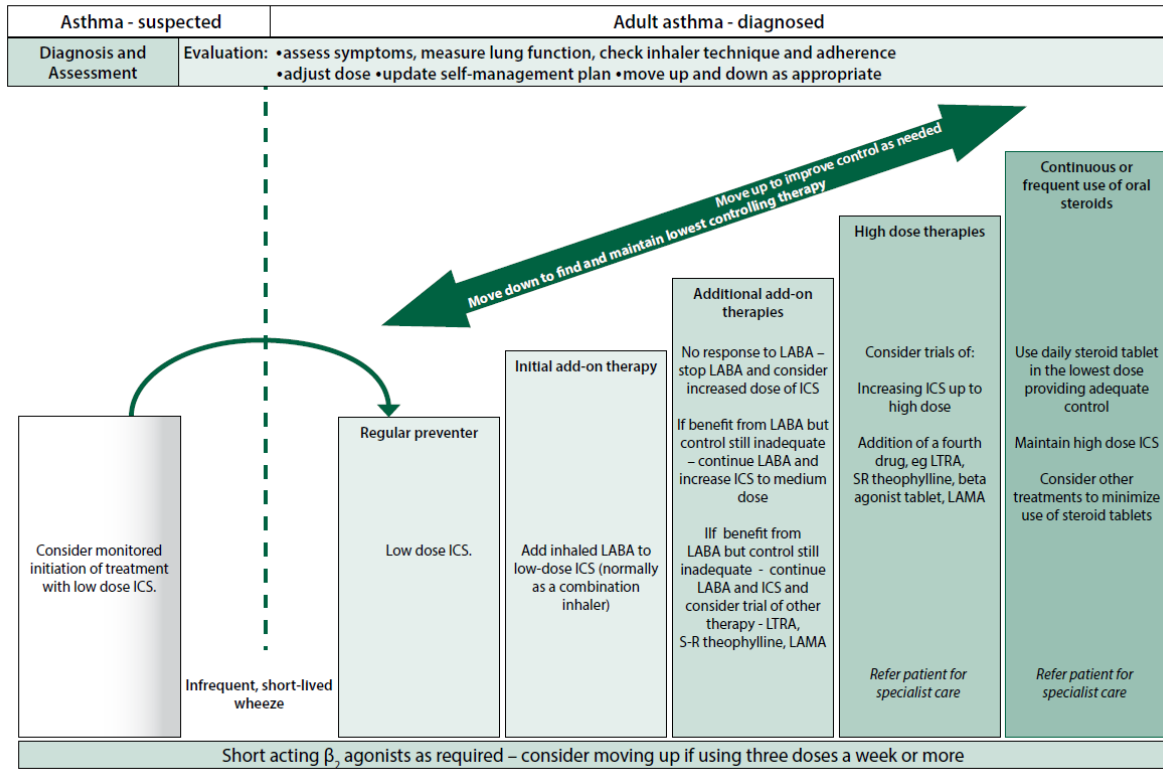 Asthma - suspected
Adult asthma - diagnosed
Diagnosis and
Assessment
Evaluation: •assess symptoms, measure lung function, check inhaler technique and adherence
•adjust dose •update self-management plan •move up and down as appropriate
Move up to improve control as needed
Move down to find and maintain lowest controlling therapy
Consider monitored
initiation of treatment
with low dose ICS.
Infrequent, short-lived
wheeze
Regular preventer
Low dose ICS.
Initial add-on therapy
Add inhaled LABA to
low-dose ICS (normally
as a combination
inhaler)
Additional add-on
therapies
No response to LABA –
stop LABA and consider
increased dose of ICS
If benefit from LABA but
control still inadequate
– continue LABA and
increase ICS to medium
dose
IIf benefit from
LABA but control still
inadequate - continue
LABA and ICS and
consider trial of other
therapy - LTRA,
S-R theophylline, LAMA
High dose therapies
Consider trials of:
Increasing ICS up to
high dose
Addition of a fourth
drug, eg LTRA,
SR theophylline, beta
agonist tablet, LAMA
Refer patient for
specialist care
Continuous or
frequent use of oral
steroids
Use daily steroid tablet
in the lowest dose
providing adequate
control
Maintain high dose ICS
Consider other
treatments to minimize
use of steroid tablets
Refer patient for
specialist care
Short acting β₂ agonists as required – consider moving up if using three doses a week or more